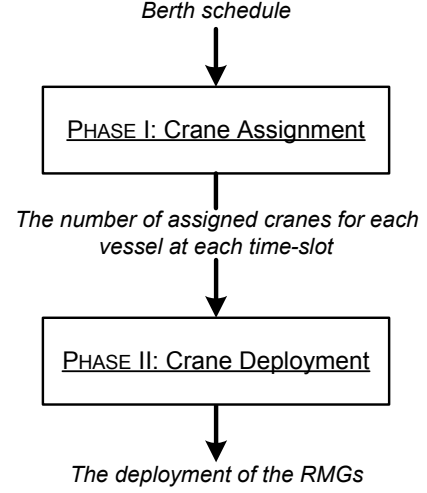 Berth schedule
PHASE I: Crane Assignment
The number of assigned cranes for each
vessel at each time-slot
PHASE II: Crane Deployment
The deployment of the RMGs